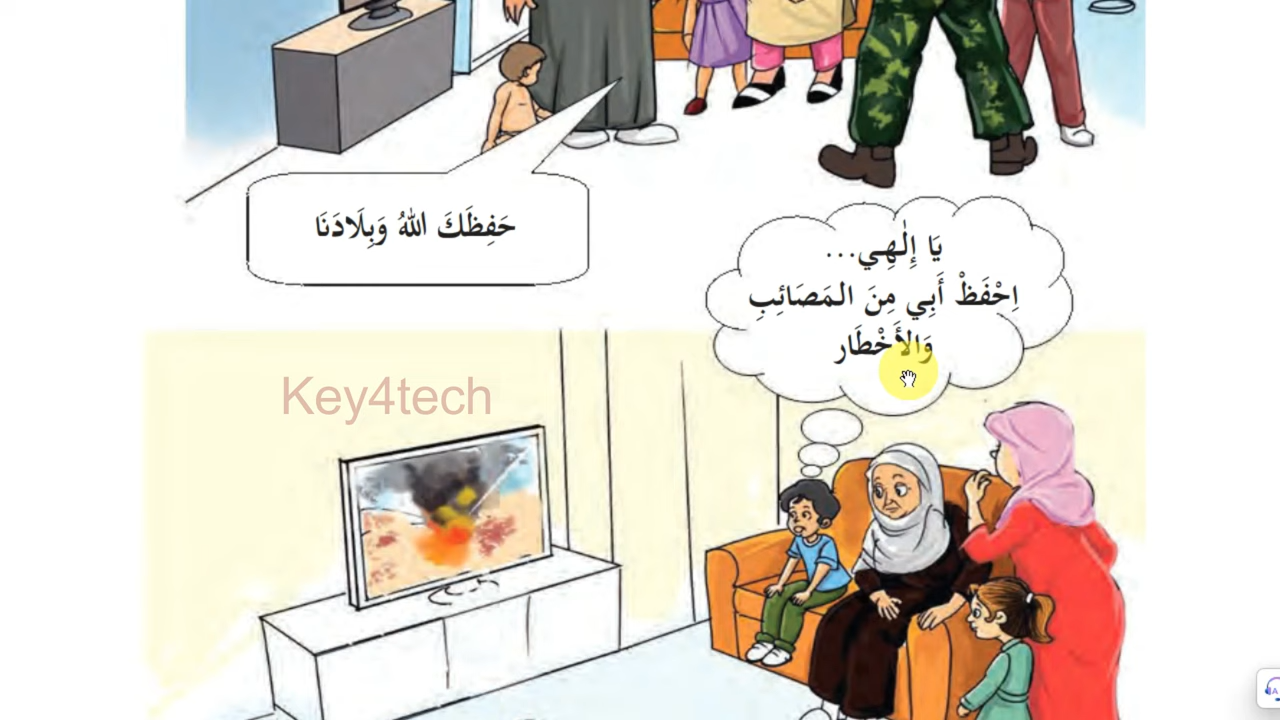 حَفِظَكَ اللهُ وَبِلَادَنَا
يَا إِلٰهِي...
اِحْفَظْ أَبِي مِنَ المَصَائِبِ
وَالأَخْطَار
Key4tech